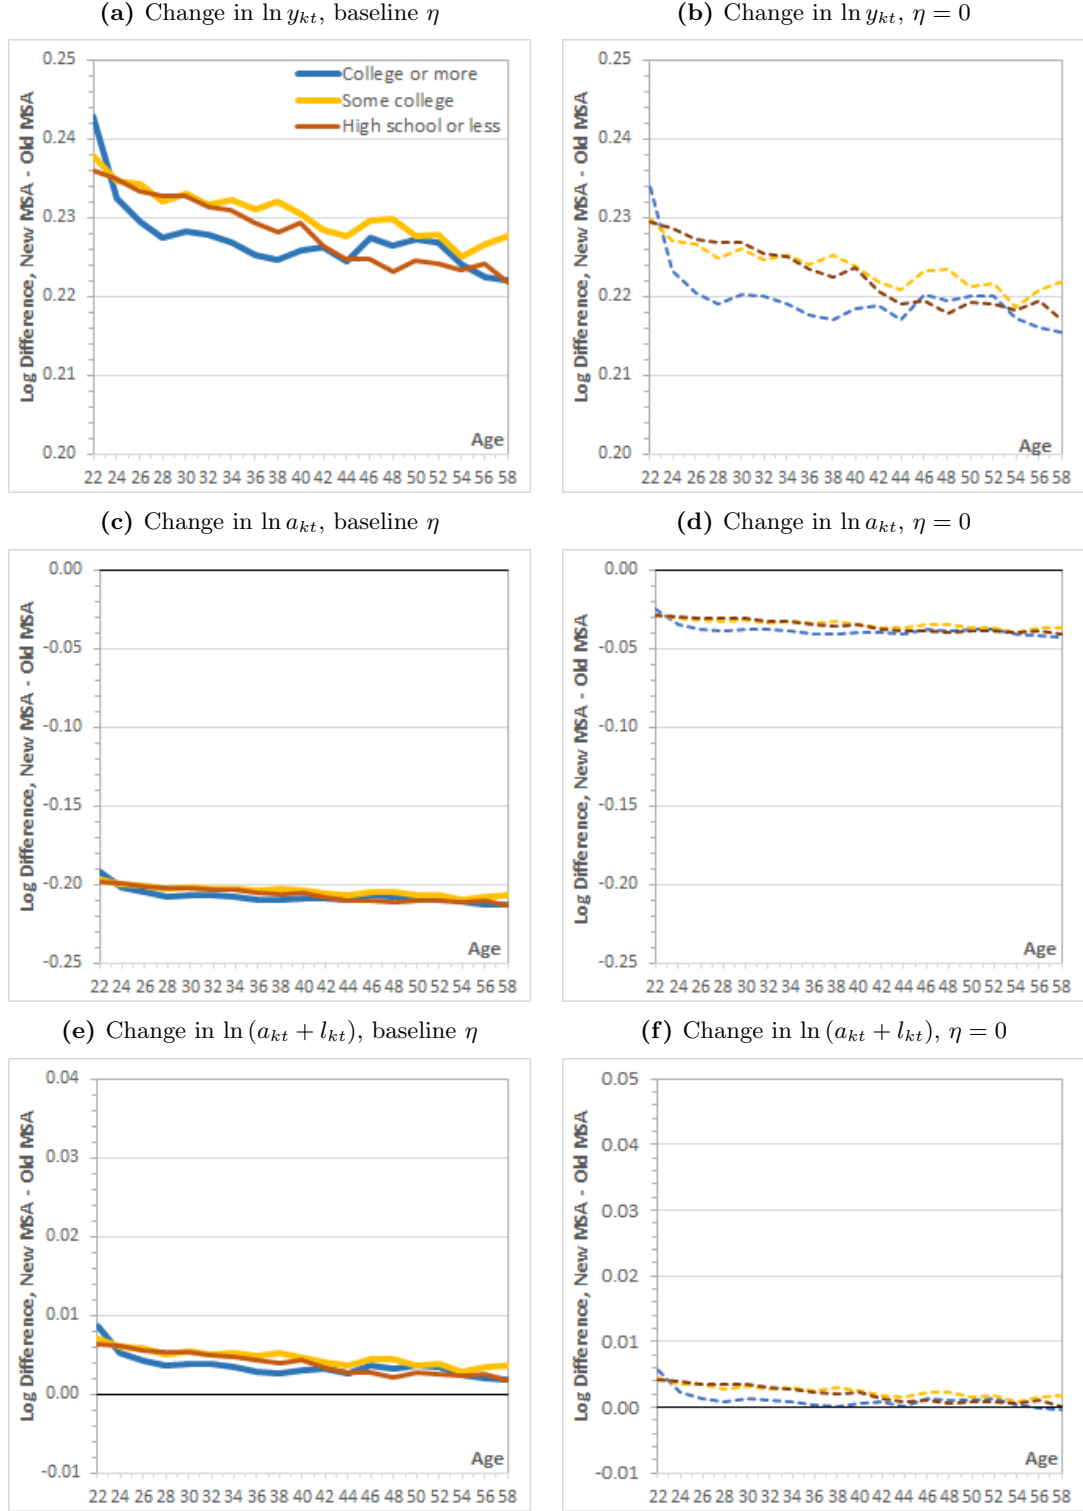 (a) Change in ln y_kt, baseline η
(b) Change in ln y_kt, η = 0
Log Difference, New MSA - Old MSA
0.25
0.24
0.23
0.22
0.21
0.20
College or more
Some college
High school or less
Age
22 24 26 28 30 32 34 36 38 40 42 44 46 48 50 52 54 56 58
Log Difference, New MSA - Old MSA
0.25
0.24
0.23
0.22
0.21
0.20
Age
22 24 26 28 30 32 34 36 38 40 42 44 46 48 50 52 54 56 58
(c) Change in ln a_kt, baseline η
(d) Change in ln a_kt, η = 0
Log Difference, New MSA - Old MSA
0.00
-0.05
-0.10
-0.15
-0.20
-0.25
Age
22 24 26 28 30 32 34 36 38 40 42 44 46 48 50 52 54 56 58
Log Difference, New MSA - Old MSA
0.00
-0.05
-0.10
-0.15
-0.20
-0.25
Age
22 24 26 28 30 32 34 36 38 40 42 44 46 48 50 52 54 56 58
(e) Change in ln (a_kt + l_kt), baseline η
(f) Change in ln (a_kt + l_kt), η = 0
Log Difference, New MSA - Old MSA
0.04
0.03
0.02
0.01
0.00
-0.01
Age
22 24 26 28 30 32 34 36 38 40 42 44 46 48 50 52 54 56 58
Log Difference, New MSA - Old MSA
0.05
0.04
0.03
0.02
0.01
0.00
-0.01
Age
22 24 26 28 30 32 34 36 38 40 42 44 46 48 50 52 54 56 58